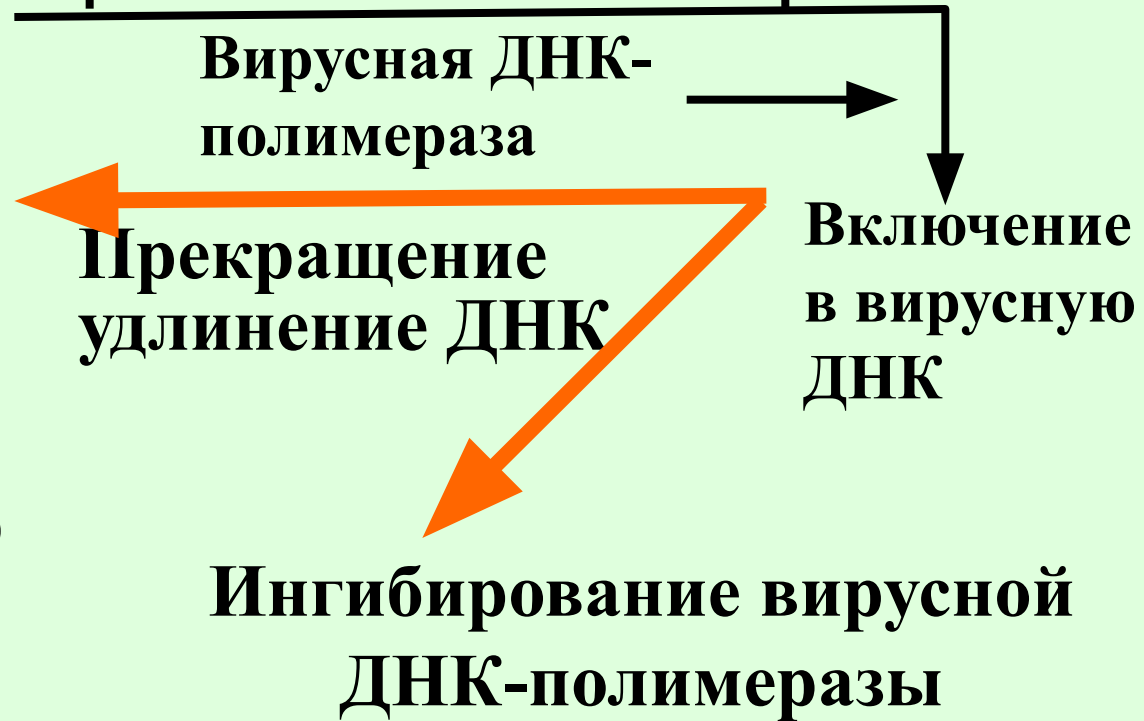 Вирусная ДНК-
полимераза
Прекращение
удлинение ДНК
Включение
в вирусную
ДНК
Ингибирование вирусной
ДНК-полимеразы